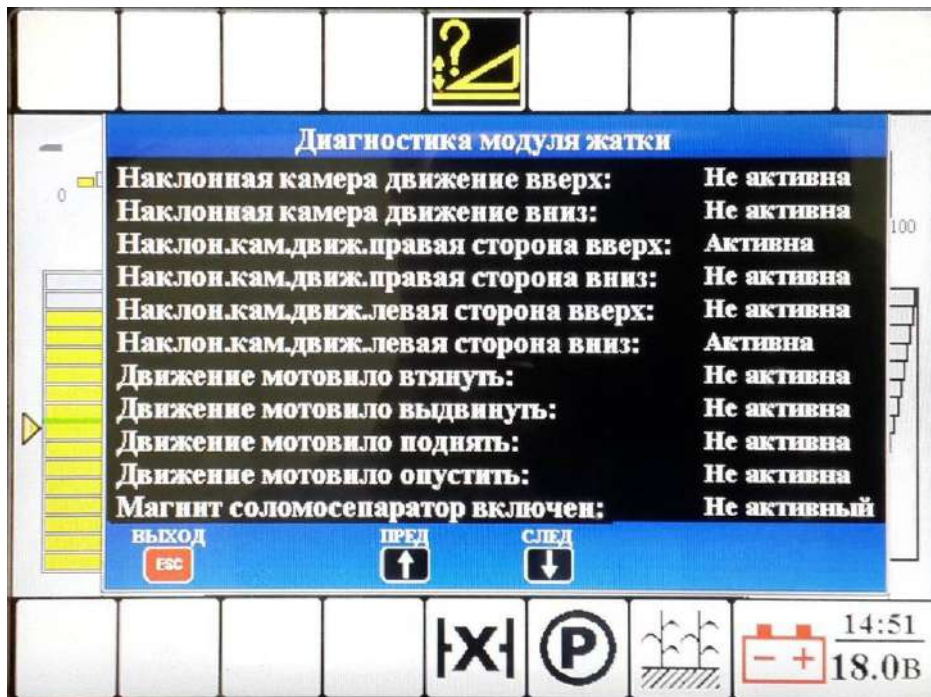 ?
Диагностика модуля жатки
0
100
Наклонная камера движение вверх: Не активна
Наклонная камера движение вниз: Не активна
Наклон.кам.движ.правая сторона вверх: Активна
Наклон.кам.движ.правая сторона вниз: Не активна
Наклон.кам.движ.левая сторона вверх: Не активна
Наклон.кам.движ.левая сторона вниз: Активна
Движение мотовило втянуть: Не активна
Движение мотовило выдвинуть: Не активна
Движение мотовило поднять: Не активна
Движение мотовило опустить: Не активна
Магнит соломосепаратор включен: Не активный
ВЫХОД ПРЕД СЛЕД
ESC
P
14:51
18.0В